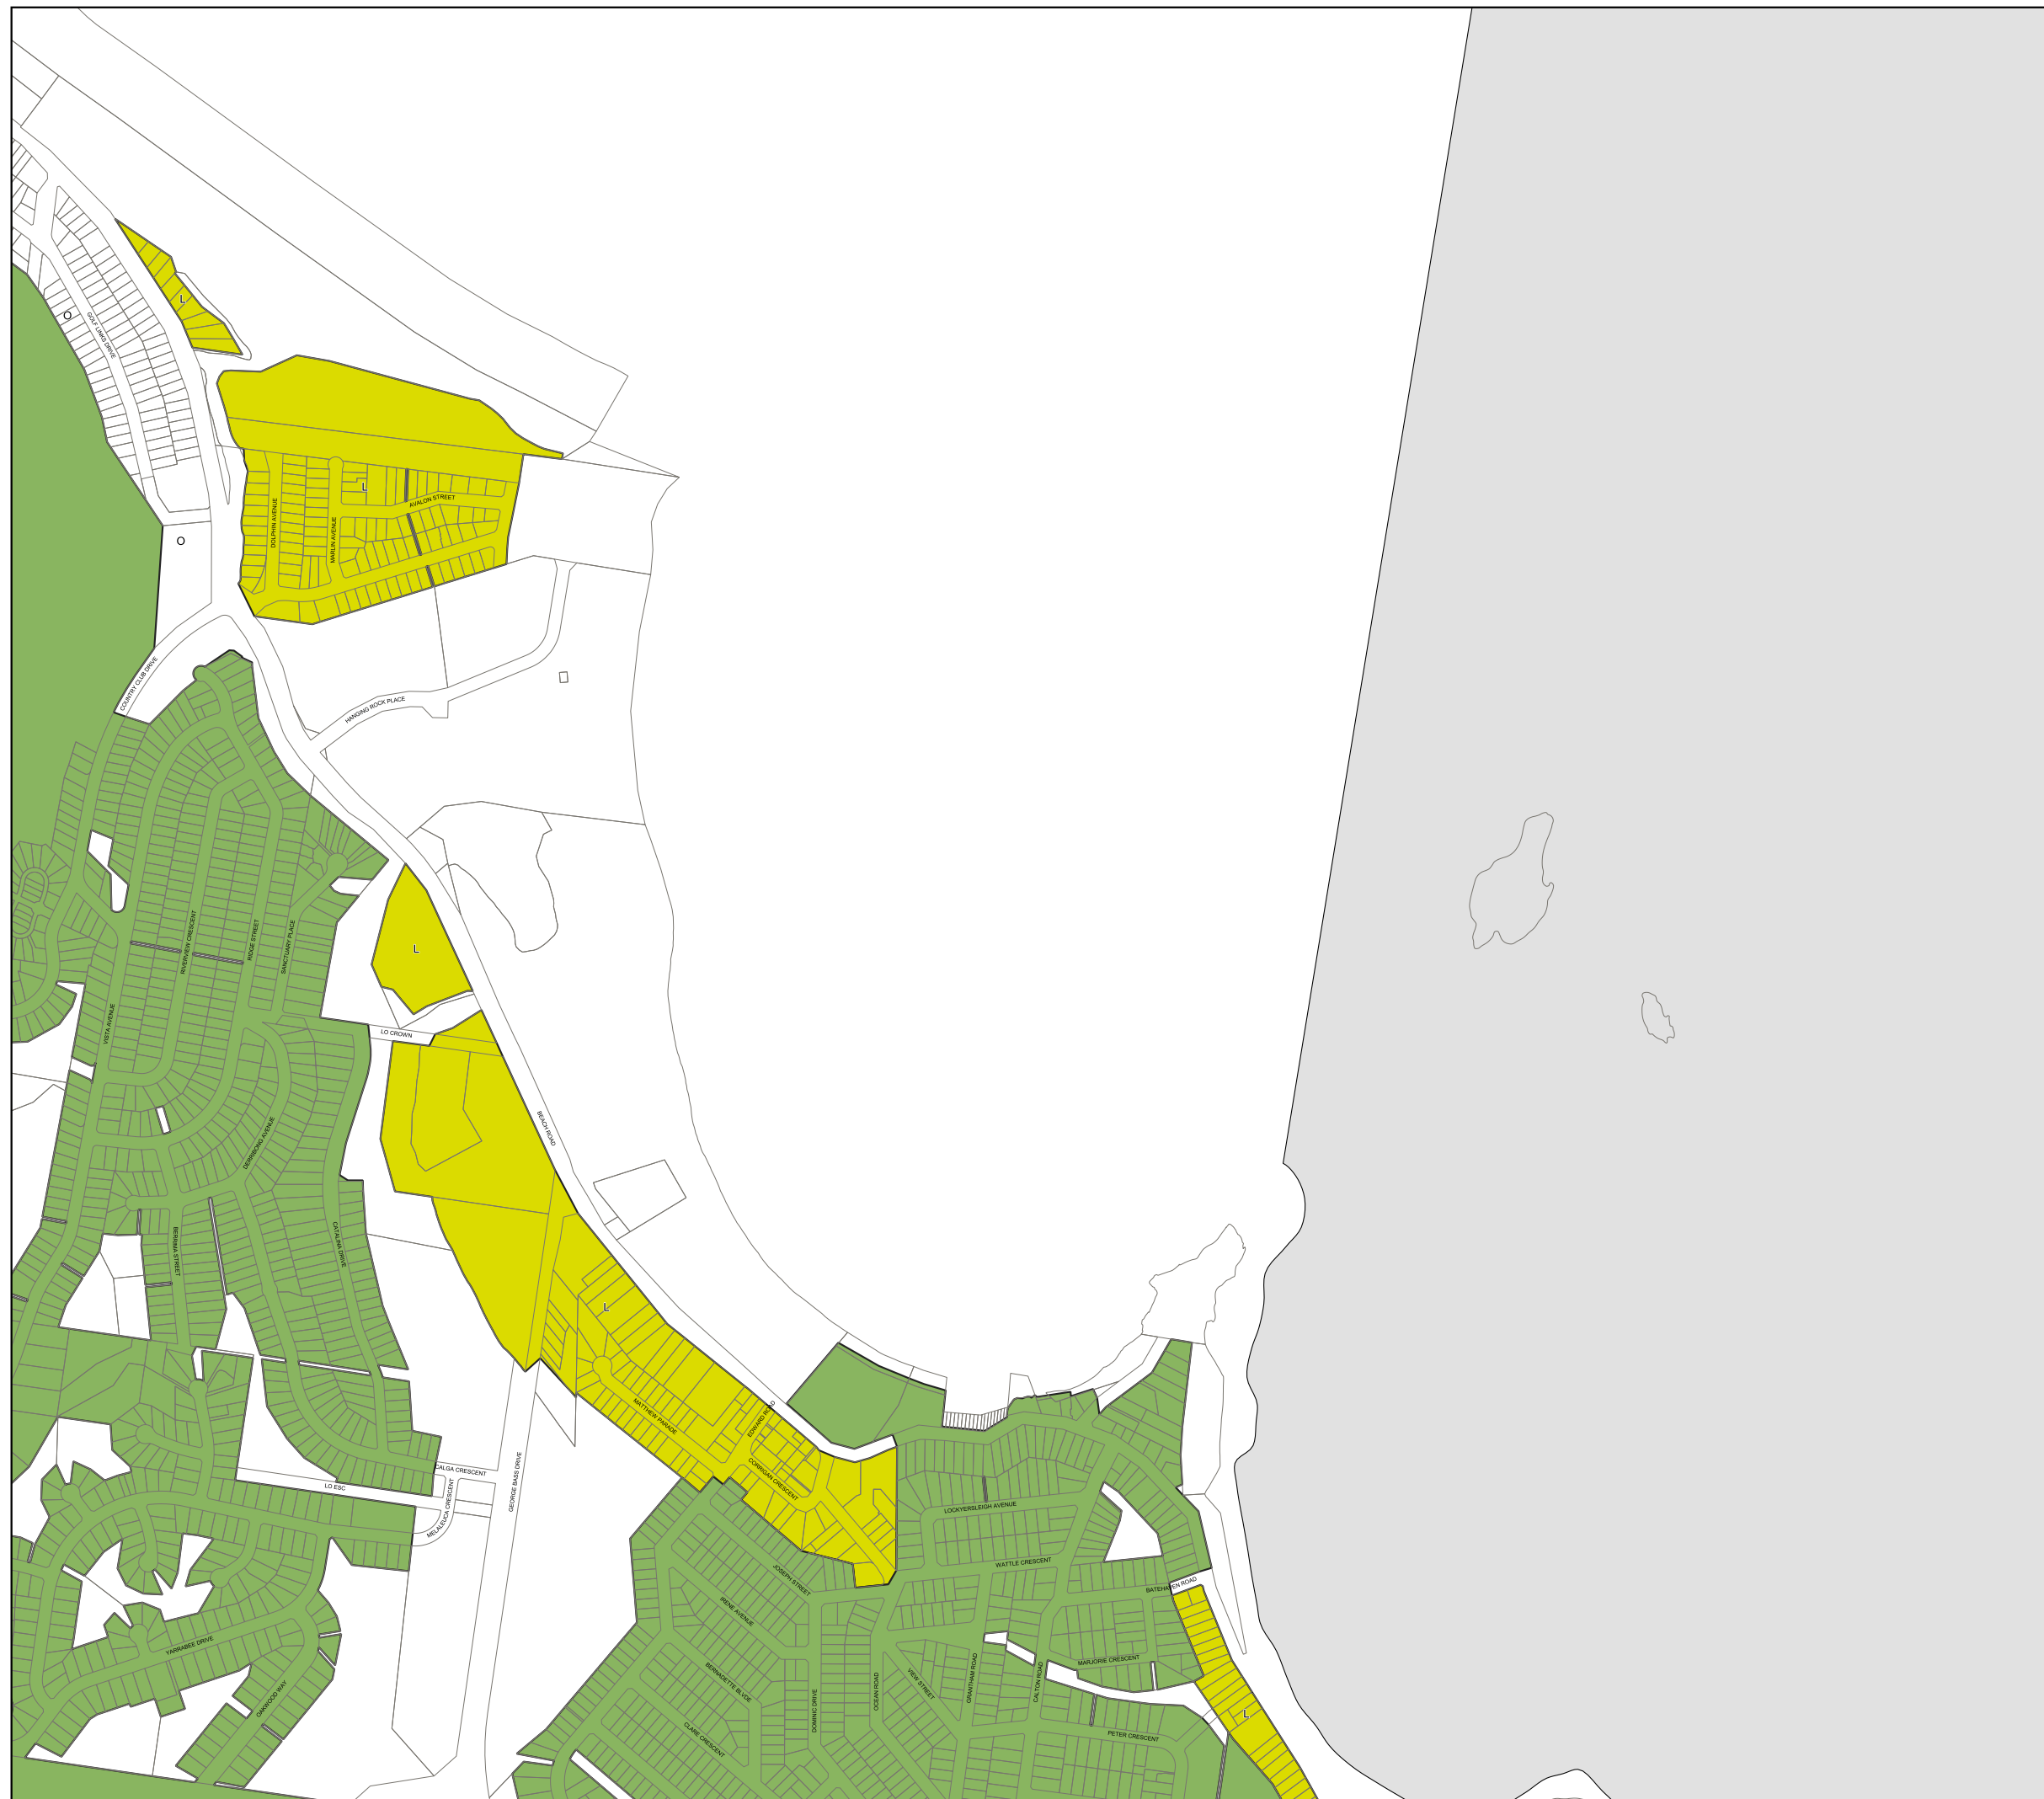 L
O
GOLF LINKS DRIVE
L
AVALON STREET
DOLPHIN AVENUE
MARLIN AVENUE
O
COUNTRY CLUB DRIVE
HANGING ROCK PLACE
RIVERVIEW CRESCENT
RIDGE STREET
SANCTUARY PLACE
L
VISTA AVENUE
LO CROWN
BEACH ROAD
DERRIBONG AVENUE
BERRIMA STREET
CATALINA DRIVE
L
MATTHEW PARADE
EDWARD ROAD
CORRIGAN CRESCENT
CALGA CRESCENT
LO ESC
MELALEUCA CRESCENT
GEORGE BASS DRIVE
LOCKYERSLEIGH AVENUE
WATTLE CRESCENT
JOSEPH STREET
BATEHAVEN ROAD
IRENE AVENUE
YARRABEE DRIVE
MARJORIE CRESCENT
BERNADETTE BLVDE
OAKWOOD WAY
DOMINIC DRIVE
OCEAN ROAD
VIEW STREET
GRANTHAM ROAD
CALTON ROAD
L
CLARE CRESCENT
PETER CRESCENT